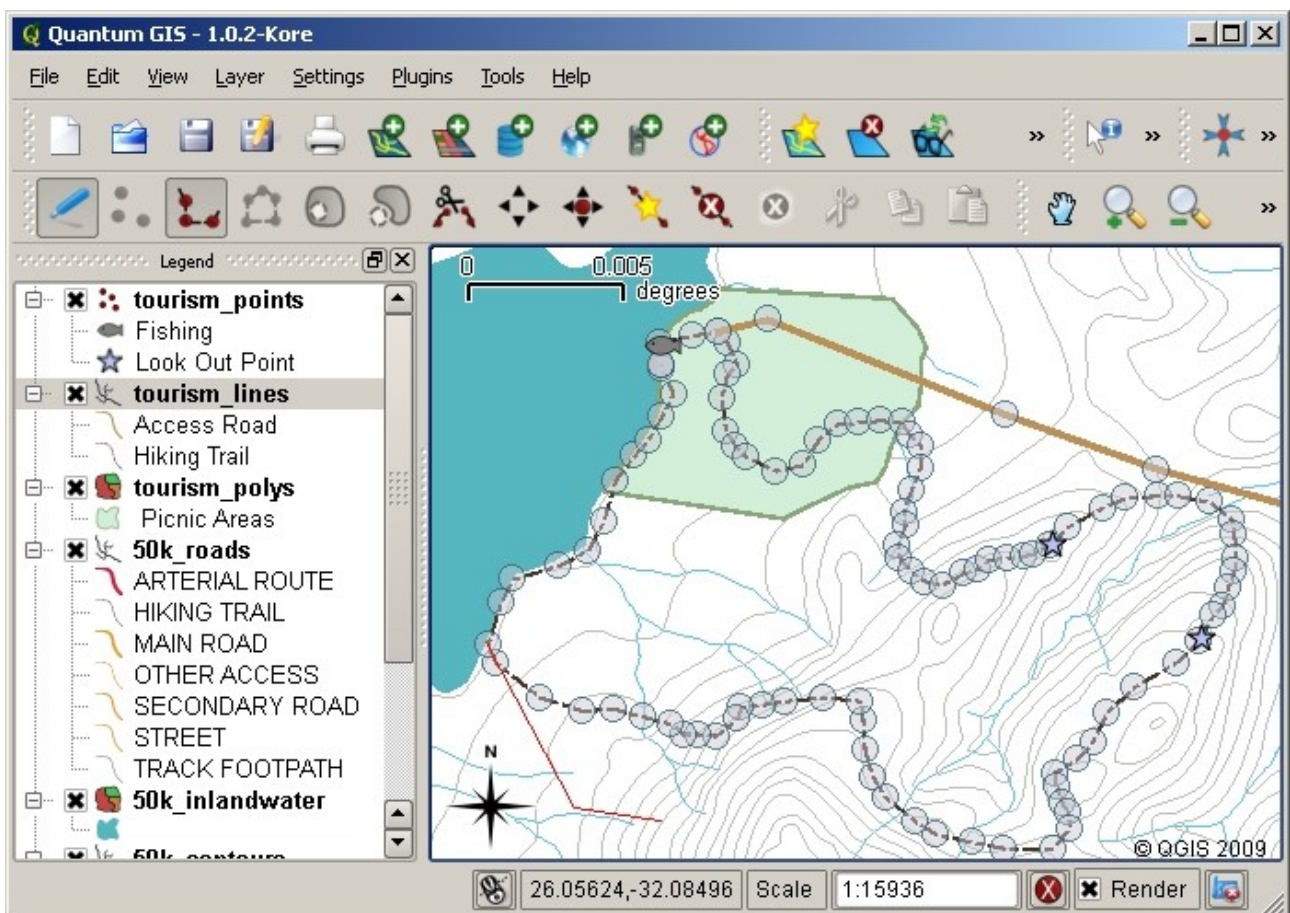 Quantum GIS - 1.0.2-Kore
File Edit View Layer Settings Plugins Tools Help
Legend
tourism_points
Fishing
Look Out Point
tourism_lines
Access Road
Hiking Trail
tourism_polys
Picnic Areas
50k_roads
ARTERIAL ROUTE
HIKING TRAIL
MAIN ROAD
OTHER ACCESS
SECONDARY ROAD
STREET
TRACK FOOTPATH
50k_inlandwater
50k_contours
0 0.005
degrees
N
© QGIS 2009
26.05624,-32.08496 Scale 1:15936 Render